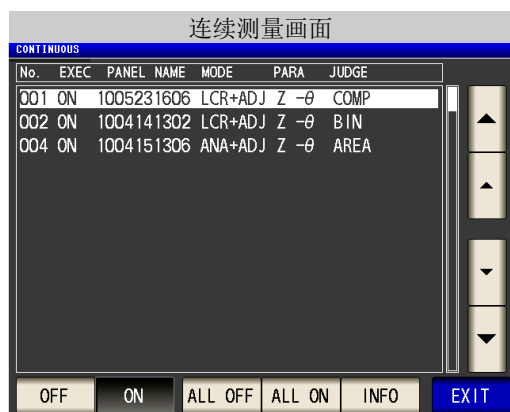 连续测量画面
CONTINUOUS
No. EXEC PANEL NAME MODE PARA JUDGE
001 ON 1005231606 LCR+ADJ Z -θ COMP
002 ON 1004141302 LCR+ADJ Z -θ BIN
004 ON 1004151306 ANA+ADJ Z -θ AREA
OFF ON ALL OFF ALL ON INFO EXIT